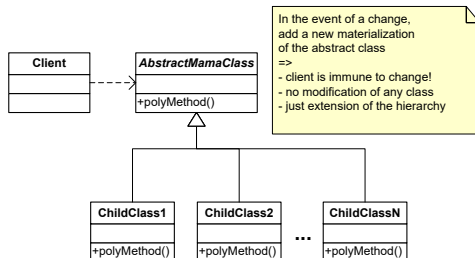 In the event of a change,
add a new materialization
of the abstract class
=>
- client is immune to change!
- no modification of any class
- just extension of the hierarchy
Client
AbstractMamaClass
+polyMethod()
ChildClass1
ChildClass2
ChildClassN
...
+polyMethod()
+polyMethod()
+polyMethod()